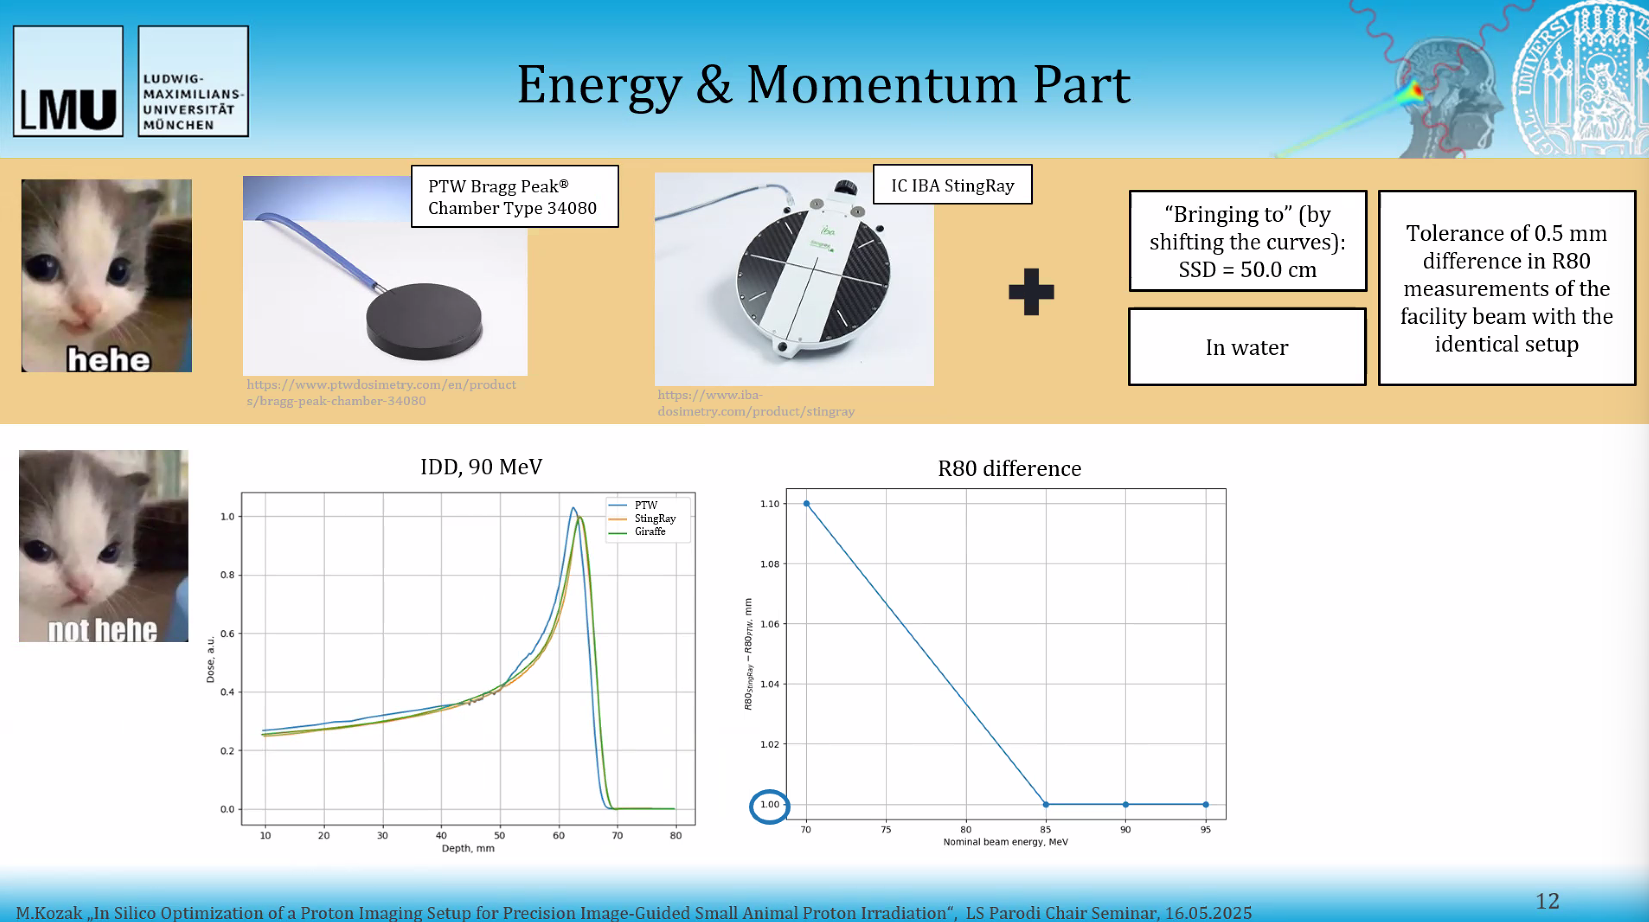 LMU
LUDWIG-
MAXIMILIANS-
UNIVERSITÄT
MÜNCHEN
Energy & Momentum Part
hehe
PTW Bragg Peak®
Chamber Type 34080
https://www.ptwdosimetry.com/en/product
s/bragg-peak-chamber-34080
IC IBA StingRay
iba
https://www.iba-
dosimetry.com/product/stingray
“Bringing to” (by
shifting the curves):
SSD = 50.0 cm
In water
Tolerance of 0.5 mm
difference in R80
measurements of the
facility beam with the
identical setup
not hehe
IDD, 90 MeV
PTW
StingRay
Giraffe
1.0
0.8
0.6
0.4
0.2
0.0
Dose, a.u.
10 20 30 40 50 60 70 80
Depth, mm
R80 difference
1.10
1.08
1.06
1.04
1.02
1.00
R80StingRay − R80PTW, mm
70 75 80 85 90 95
Nominal beam energy, MeV
M.Kozak „In Silico Optimization of a Proton Imaging Setup for Precision Image-Guided Small Animal Proton Irradiation“, LS Parodi Chair Seminar, 16.05.2025
12